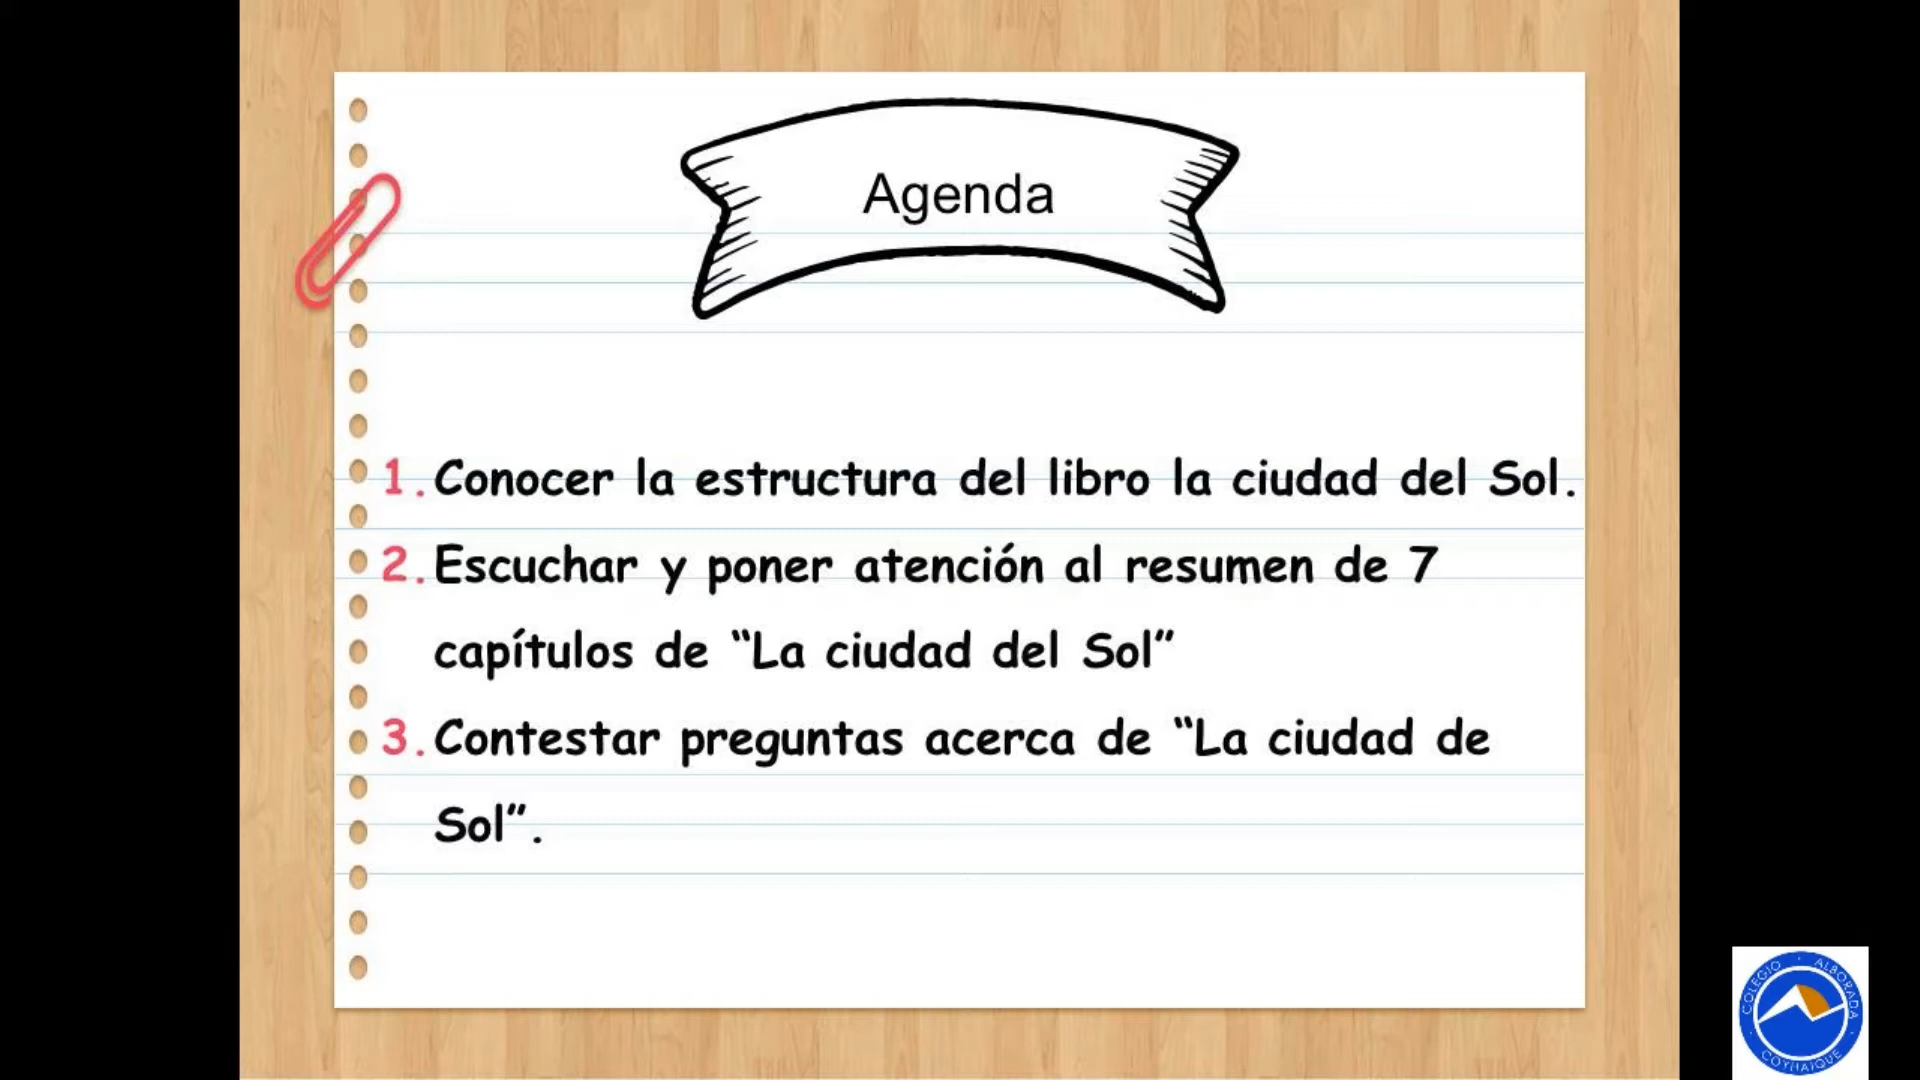 Agenda
1. Conocer la estructura del libro la ciudad del Sol.
2. Escuchar y poner atención al resumen de 7
capítulos de “La ciudad del Sol”
3. Contestar preguntas acerca de “La ciudad de
Sol”.
COLEGIO · ALBORADA
COYHAIQUE